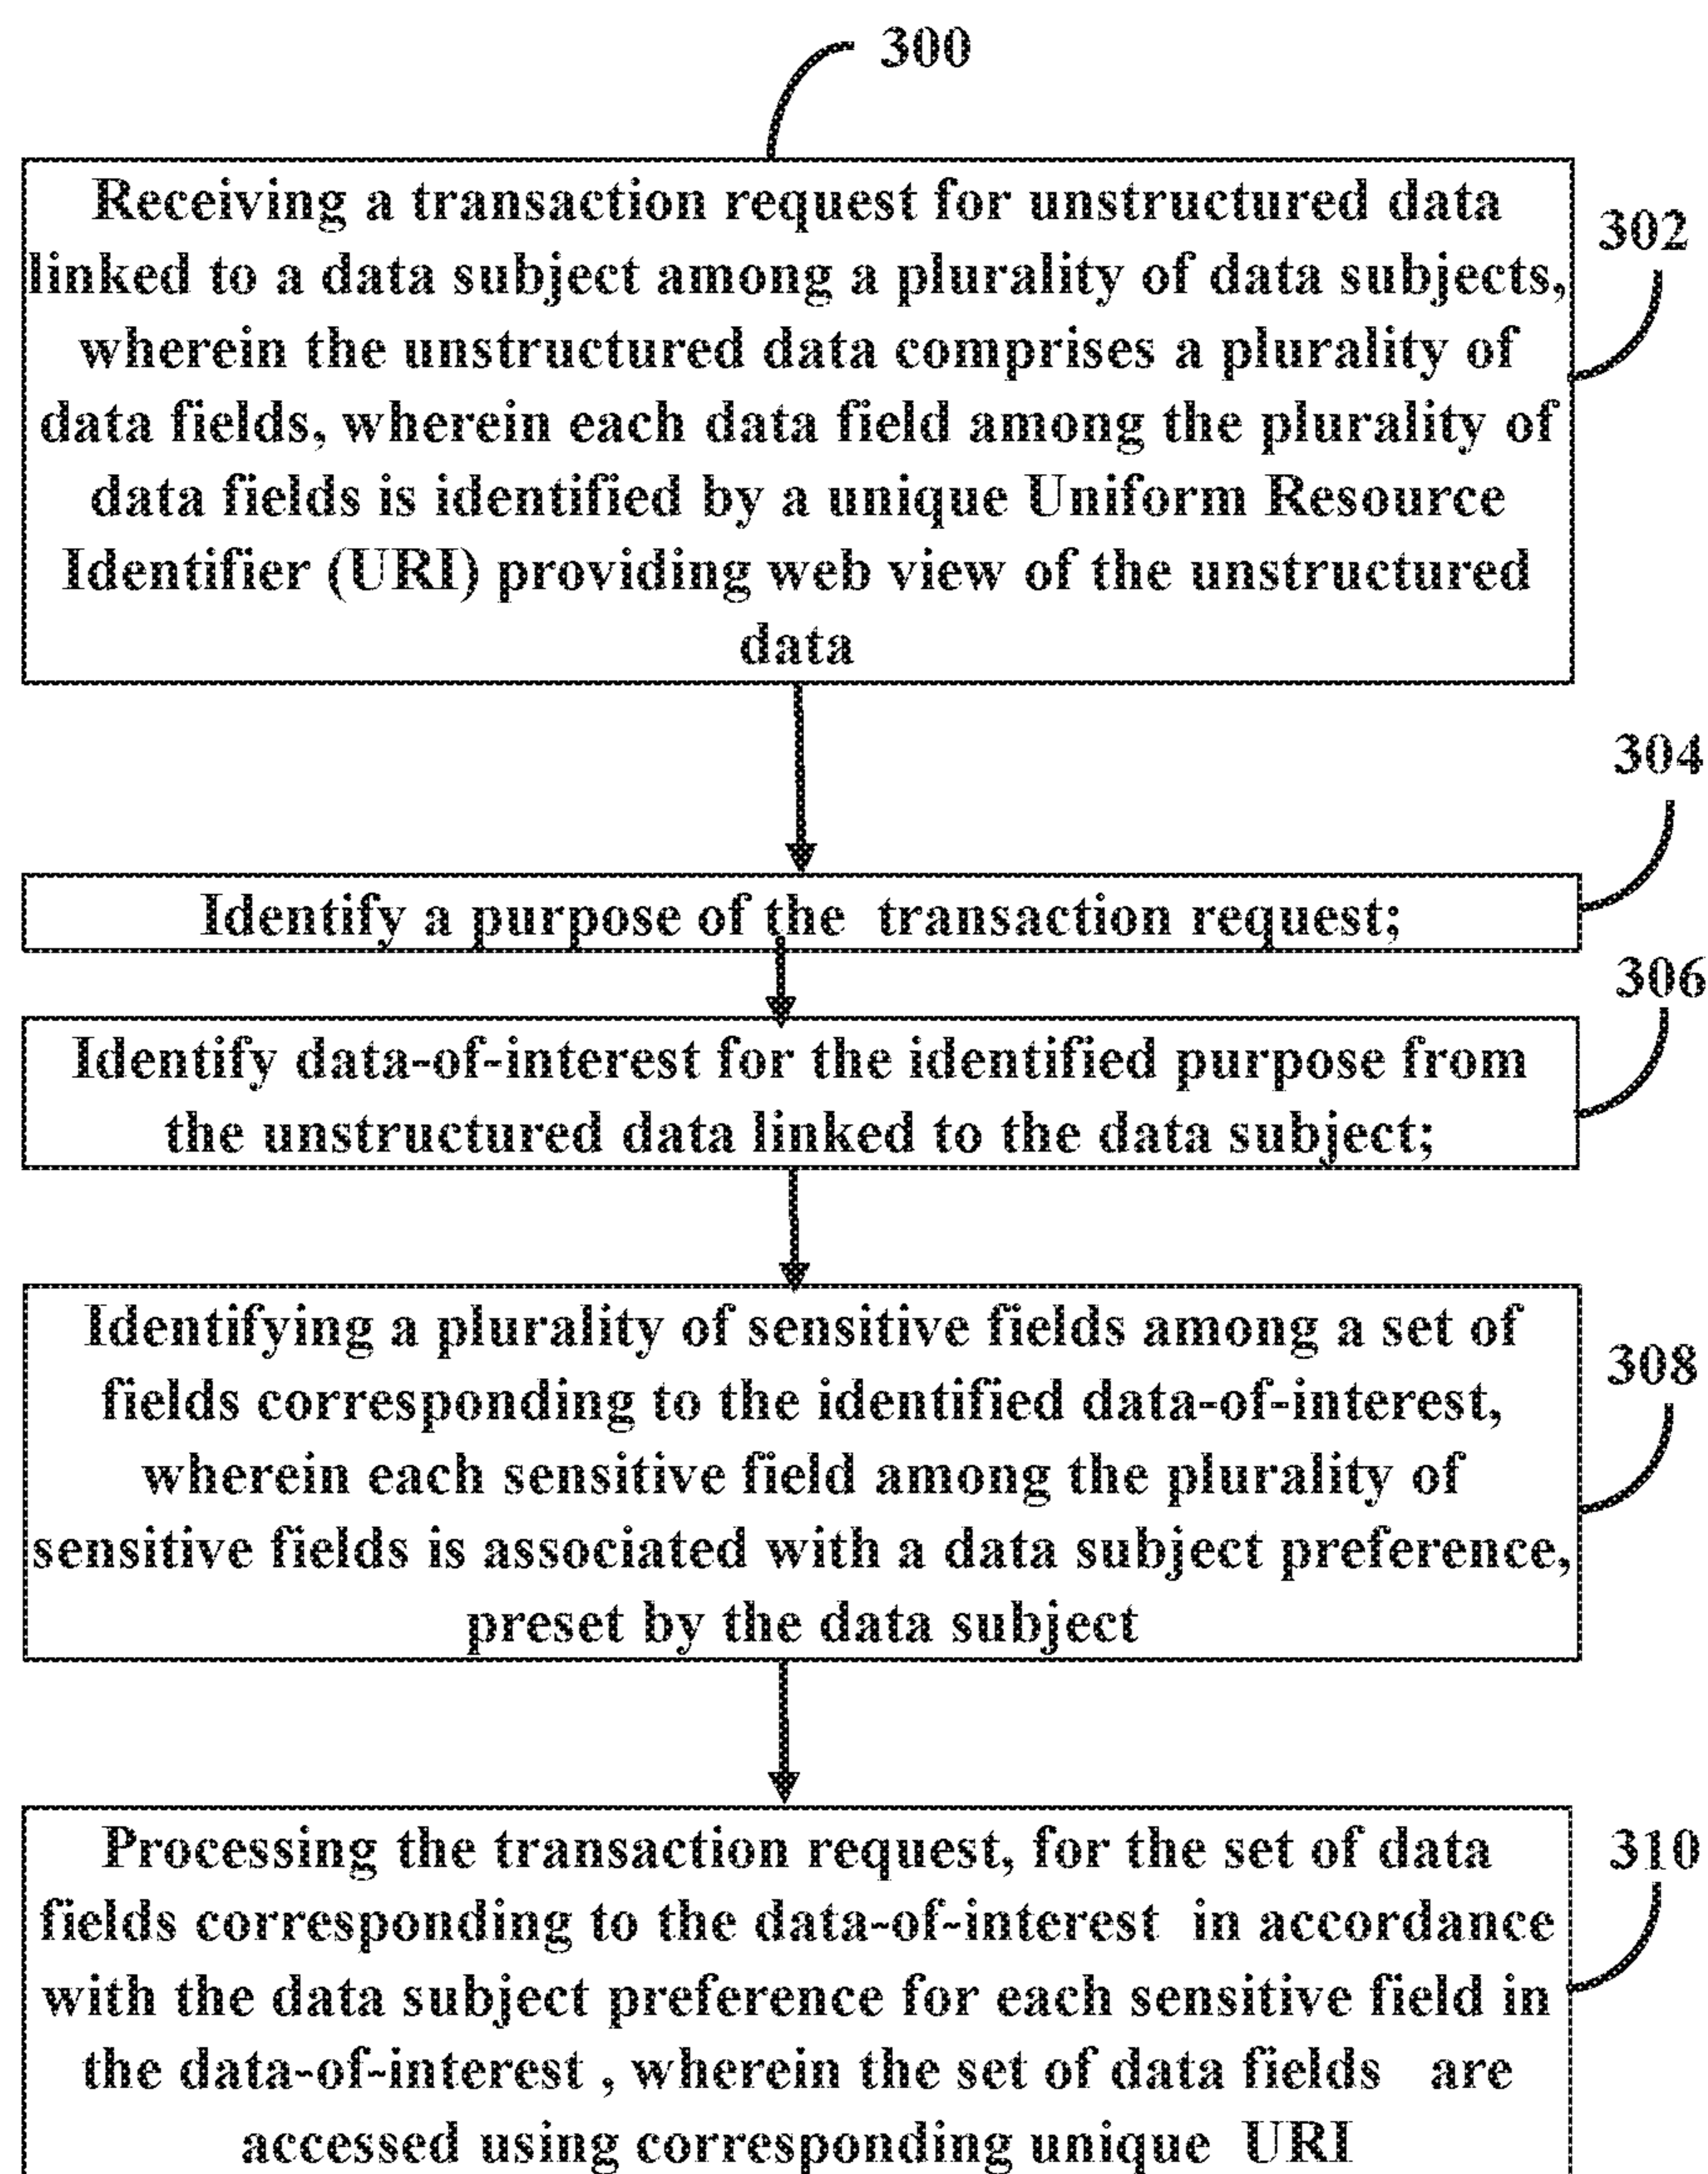 300
Receiving a transaction request for unstructured data
302
linked to a data subject among a plurality of data subjects,
wherein the unstructured data comprises a plurality of
data fields, wherein each data field among the plurality of
data fields is identified by a unique Uniform Resource
Identifier (URI) providing web view of the unstructured
data
304
Identify a purpose of the transaction request;
306
Identify data-of-interest for the identified purpose from
the unstructured data linked to the data subject;
Identifying a plurality of sensitive fields among a set of
308
fields corresponding to the identified data-of-interest,
wherein each sensitive field among the plurality of
sensitive fields is associated with a data subject preference,
preset by the data subject
Processing the transaction request, for the set of data
310
fields corresponding to the data-of-interest in accordance
with the data subject preference for each sensitive field in
the data-of-interest , wherein the set of data fields are
accessed using corresponding unique URI